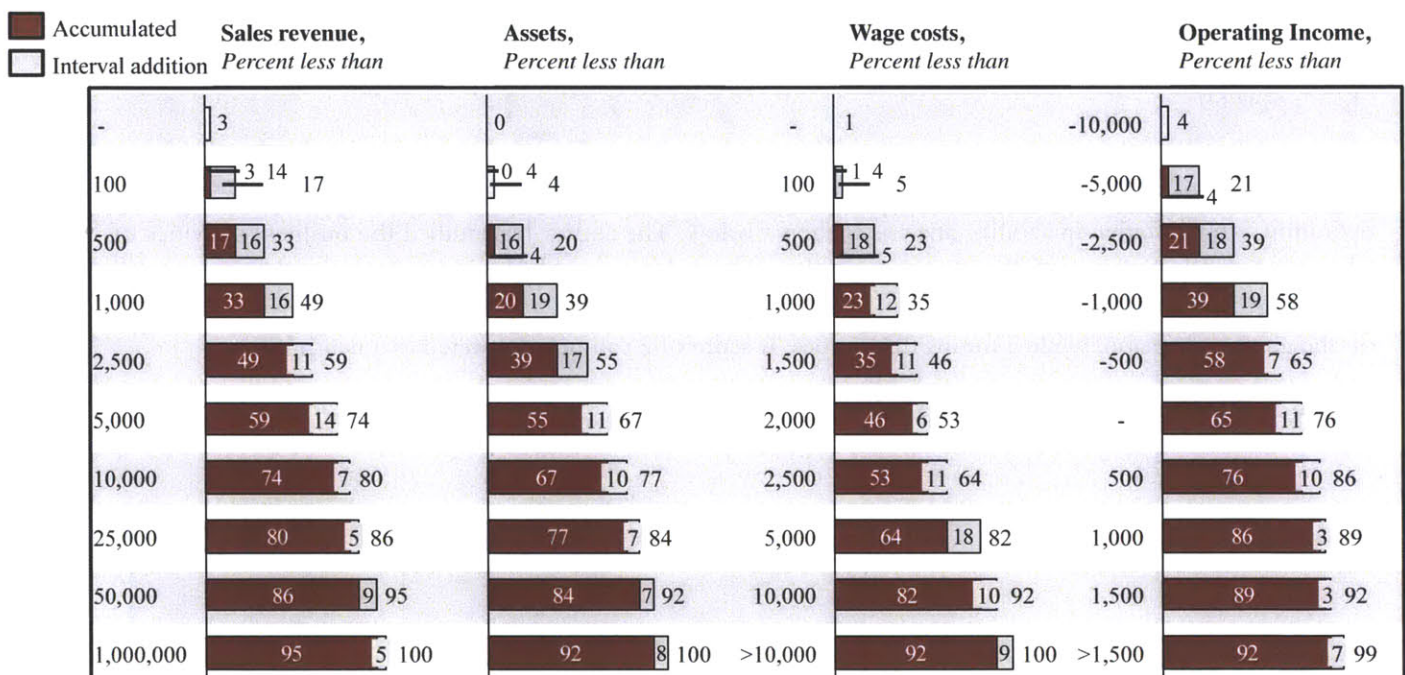 Accumulated Sales revenue, Assets, Wage costs, Operating Income,
Interval addition Percent less than Percent less than Percent less than Percent less than
- 3 0 - 1 -10,000 4
100 3 14 17 0 4 4 100 1 4 5 -5,000 17 4 21
500 17 16 33 16 4 20 500 18 5 23 -2,500 21 18 39
1,000 33 16 49 20 19 39 1,000 23 12 35 -1,000 39 19 58
2,500 49 11 59 39 17 55 1,500 35 11 46 -500 58 7 65
5,000 59 14 74 55 11 67 2,000 46 6 53 - 65 11 76
10,000 74 7 80 67 10 77 2,500 53 11 64 500 76 10 86
25,000 80 5 86 77 7 84 5,000 64 18 82 1,000 86 3 89
50,000 86 9 95 84 7 92 10,000 82 10 92 1,500 89 3 92
1,000,000 95 5 100 92 8 100 >10,000 92 9 100 >1,500 92 7 99